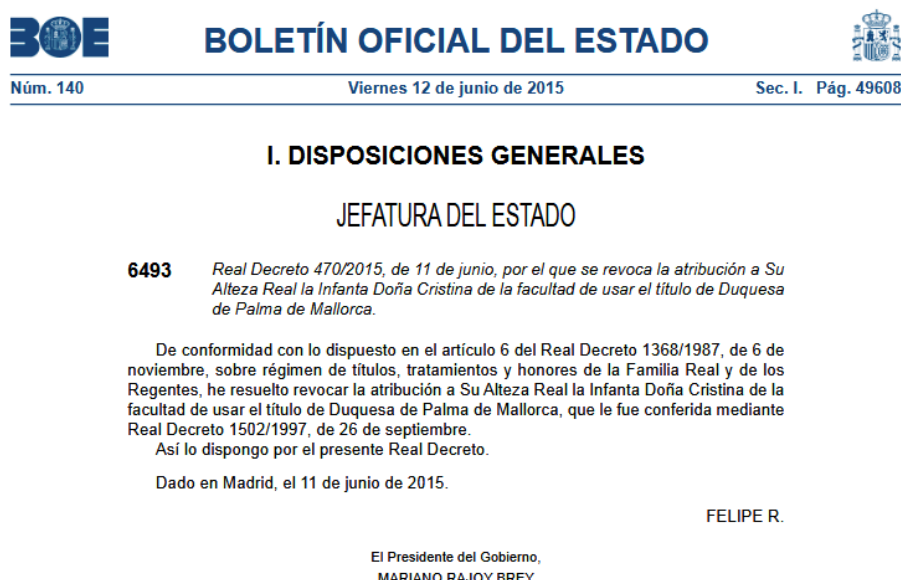 BOE
BOLETÍN OFICIAL DEL ESTADO
Núm. 140 Viernes 12 de junio de 2015 Sec. I. Pág. 49608
I. DISPOSICIONES GENERALES
JEFATURA DEL ESTADO
6493 Real Decreto 470/2015, de 11 de junio, por el que se revoca la atribución a Su
Alteza Real la Infanta Doña Cristina de la facultad de usar el título de Duquesa
de Palma de Mallorca.
De conformidad con lo dispuesto en el artículo 6 del Real Decreto 1368/1987, de 6 de
noviembre, sobre régimen de títulos, tratamientos y honores de la Familia Real y de los
Regentes, he resuelto revocar la atribución a Su Alteza Real la Infanta Doña Cristina de la
facultad de usar el título de Duquesa de Palma de Mallorca, que le fue conferida mediante
Real Decreto 1502/1997, de 26 de septiembre.
Así lo dispongo por el presente Real Decreto.
Dado en Madrid, el 11 de junio de 2015.
FELIPE R.
El Presidente del Gobierno,
MARIANO RAJOY BREY